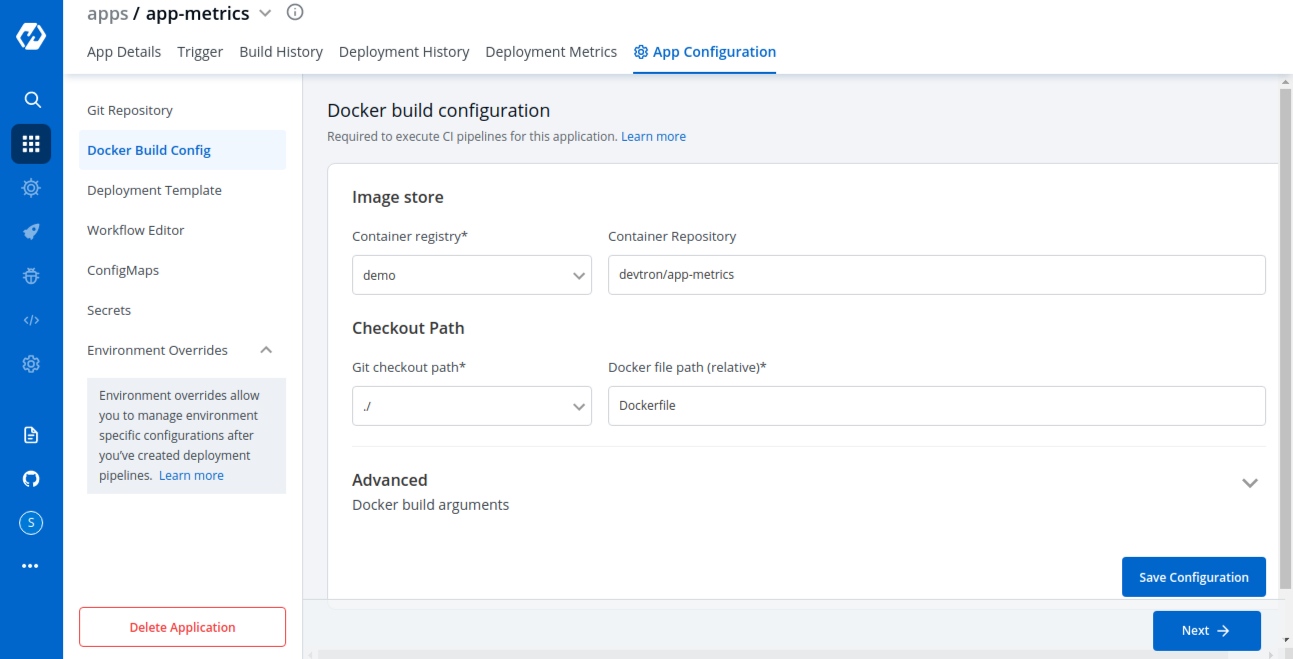 apps / app-metrics
App Details Trigger Build History Deployment History Deployment Metrics App Configuration
Git Repository
Docker Build Config
Deployment Template
Workflow Editor
ConfigMaps
Secrets
Environment Overrides
Environment overrides allow
you to manage environment
specific configurations after
you've created deployment
pipelines. Learn more
Delete Application
S
Docker build configuration
Required to execute CI pipelines for this application. Learn more
Image store
Container registry* Container Repository
demo devtron/app-metrics
Checkout Path
Git checkout path* Docker file path (relative)*
./ Dockerfile
Advanced
Docker build arguments
Save Configuration
Next